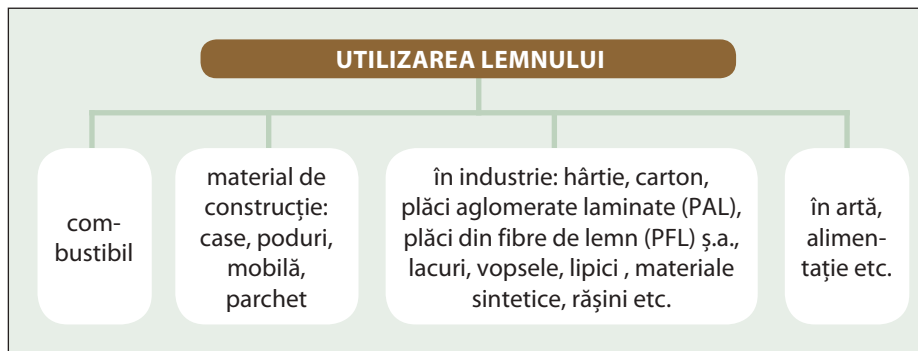 UTILIZAREA LEMNULUI
com-
bustibil
material de
construcție:
case, poduri,
mobilă,
parchet
în industrie: hârtie, carton,
plăci aglomerate laminate (PAL),
plăci din fibre de lemn (PFL) ș.a.,
lacuri, vopsele, lipici , materiale
sintetice, rășini etc.
în artă,
alimen-
tație etc.